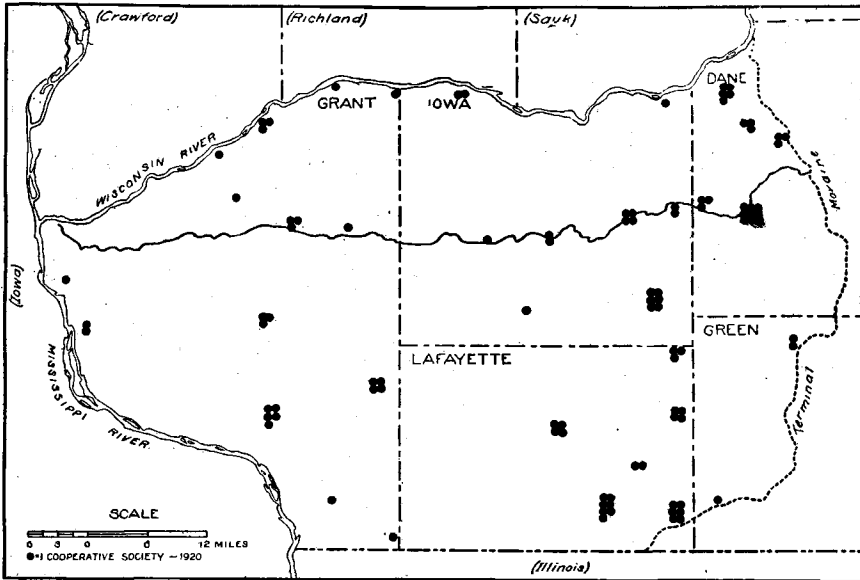 (Crawford)
(Richland)
(Sauk)
DANE
GRANT
IOWA
WISCONSIN RIVER
Moraine
(Iowa)
GREEN
LAFAYETTE
MISSISSIPPI
RIVER
Terminal
SCALE
0 3 0 6 12 MILES
●=1 COOPERATIVE SOCIETY - 1920
(Illinois)